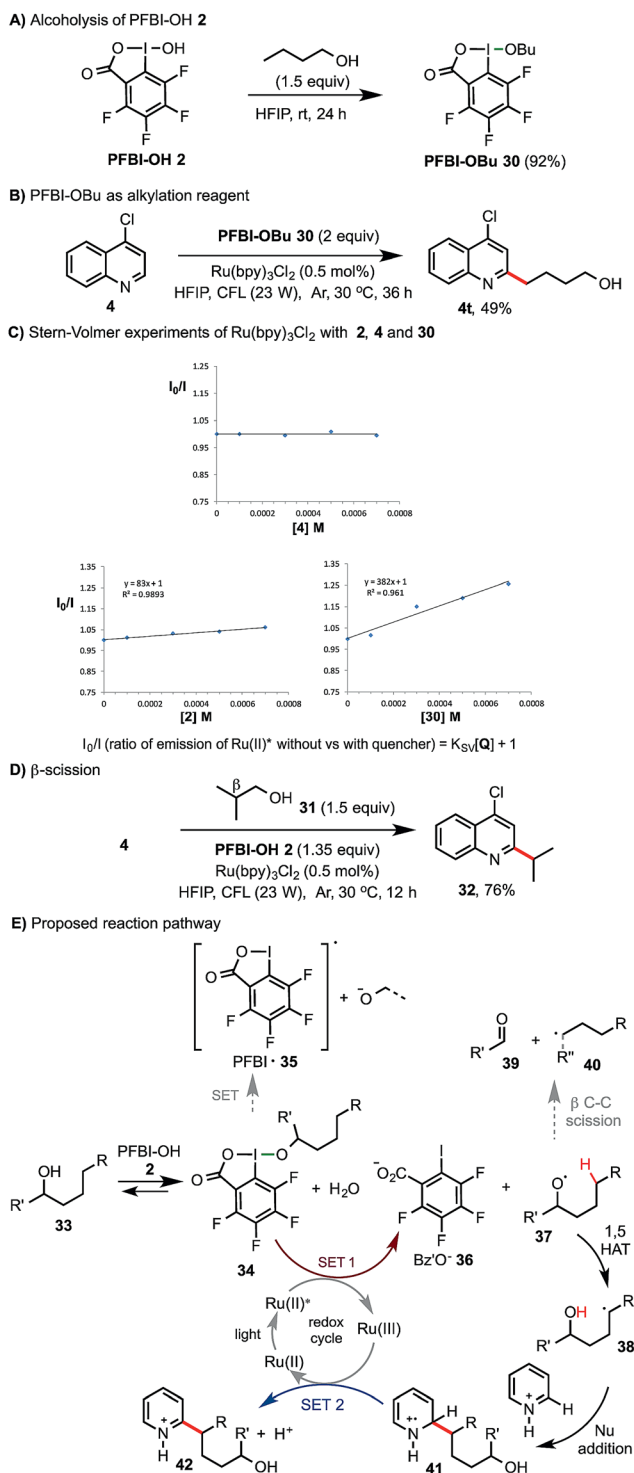 A) Alcoholysis of PFBI-OH 2
O I OH
O
F
F
F
F
PFBI-OH 2
OH
(1.5 equiv)
HFIP, rt, 24 h
O I OBu
O
F
F
F
F
PFBI-OBu 30 (92%)
B) PFBI-OBu as alkylation reagent
Cl
N
4
PFBI-OBu 30 (2 equiv)
Ru(bpy)3Cl2 (0.5 mol%)
HFIP, CFL (23 W), Ar, 30 °C, 36 h
Cl
N
OH
4t, 49%
C) Stern-Volmer experiments of Ru(bpy)3Cl2 with 2, 4 and 30
I0/I
1.25
1.15
1.05
0.95
0.85
0.75
0 0.0002 0.0004 0.0006 0.0008
[4] M
I0/I
1.35
1.25
1.15
1.05
0.95
0.85
0.75
y = 83x + 1
R² = 0.9893
0 0.0002 0.0004 0.0006 0.0008
[2] M
1.35
1.25
1.15
1.05
0.95
0.85
0.75
y = 382x + 1
R² = 0.961
0 0.0002 0.0004 0.0006 0.0008
[30] M
I0/I (ratio of emission of Ru(II)* without vs with quencher) = KSV[Q] + 1
D) β-scission
4
β
OH
31 (1.5 equiv)
PFBI-OH 2 (1.35 equiv)
Ru(bpy)3Cl2 (0.5 mol%)
HFIP, CFL (23 W), Ar, 30 °C, 12 h
Cl
N
32, 76%
E) Proposed reaction pathway
O I
O
F
F
F
F
•
PFBI• 35
+
−O
O
R'
39
+
•
R
R''
40
SET
β C-C
scission
OH
R
R'
33
PFBI-OH
2
R'
R
O I O
O
F
F
F
F
34
+ H2O
−O2C
I
F
F
F
F
Bz'O- 36
+
H
O•
R
R'
37
1,5
HAT
SET 1
Ru(II)*
light
redox
cycle
Ru(III)
Ru(II)
SET 2
OH
R
R'
38
N
+
H
H
Nu
addition
N
+•
H
H
R
R'
OH
41
N
+
H
R
R'
OH
+ H+
42